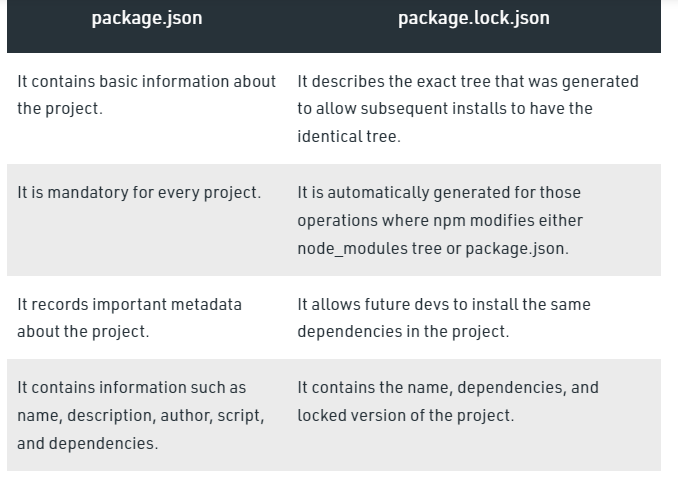 package.json
package.lock.json
It contains basic information about
the project.
It describes the exact tree that was generated
to allow subsequent installs to have the
identical tree.
It is mandatory for every project.
It is automatically generated for those
operations where npm modifies either
node_modules tree or package.json.
It records important metadata
about the project.
It allows future devs to install the same
dependencies in the project.
It contains information such as
name, description, author, script,
and dependencies.
It contains the name, dependencies, and
locked version of the project.